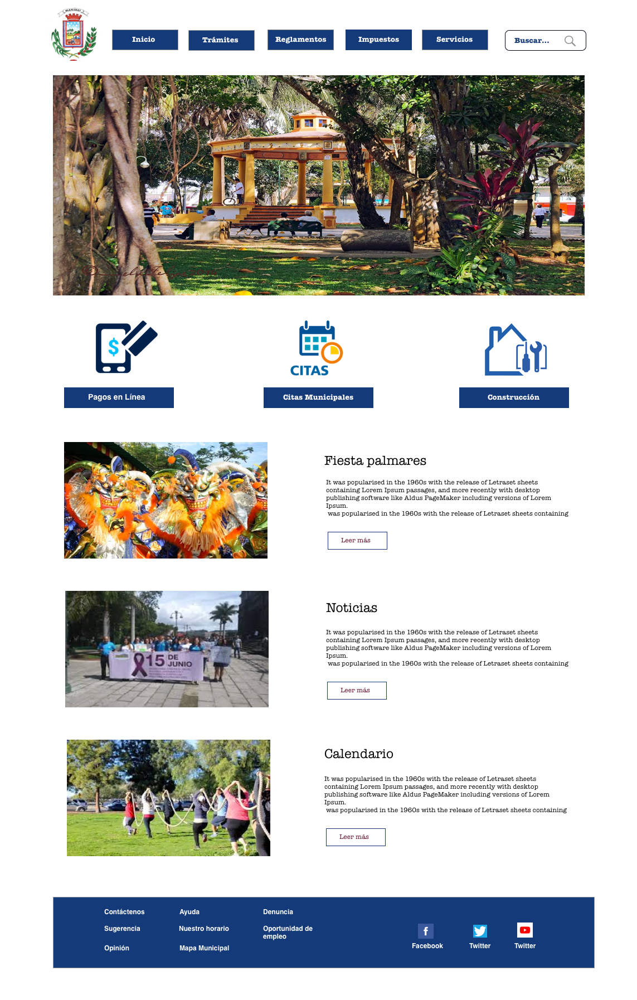 PALMARES
Inicio
Trámites
Reglamentos
Impuestos
Servicios
Buscar...
$
CITAS
Pagos en Línea
Citas Municipales
Construcción
Fiesta palmares
It was popularised in the 1960s with the release of Letraset sheets
containing Lorem Ipsum passages, and more recently with desktop
publishing software like Aldus PageMaker including versions of Lorem
Ipsum.
was popularised in the 1960s with the release of Letraset sheets containing
Leer más
15 DE
JUNIO
Noticias
It was popularised in the 1960s with the release of Letraset sheets
containing Lorem Ipsum passages, and more recently with desktop
publishing software like Aldus PageMaker including versions of Lorem
Ipsum.
was popularised in the 1960s with the release of Letraset sheets containing
Leer más
Calendario
It was popularised in the 1960s with the release of Letraset sheets
containing Lorem Ipsum passages, and more recently with desktop
publishing software like Aldus PageMaker including versions of Lorem
Ipsum.
was popularised in the 1960s with the release of Letraset sheets containing
Leer más
Contáctenos
Ayuda
Denuncia
Sugerencia
Nuestro horario
Oportunidad de
empleo
Opinión
Mapa Municipal
Facebook
Twitter
Twitter